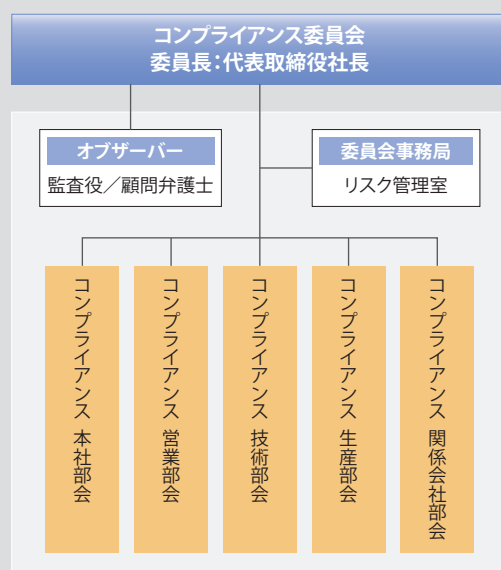 コンプライアンス委員会
委員長：代表取締役社長
オブザーバー
監査役／顧問弁護士
委員会事務局
リスク管理室
コンプライアンス 本社部会
コンプライアンス 営業部会
コンプライアンス 技術部会
コンプライアンス 生産部会
コンプライアンス 関係会社部会